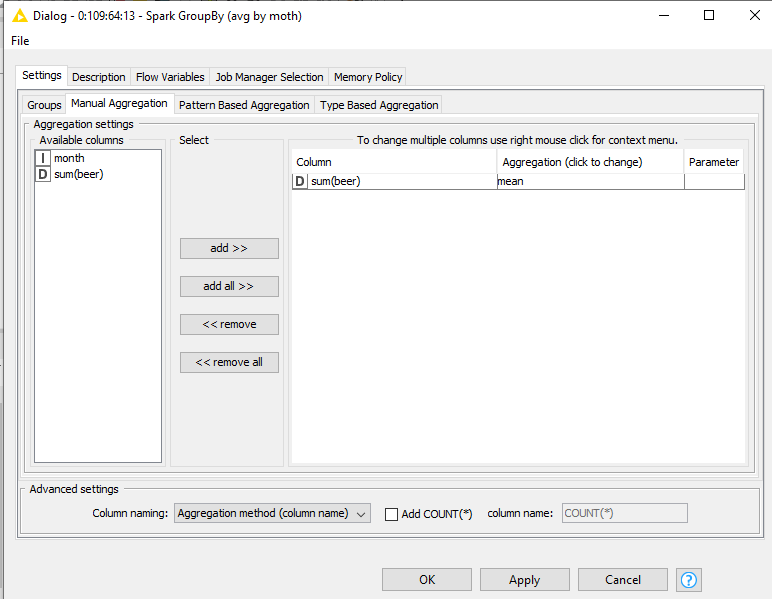 Dialog - 0:109:64:13 - Spark GroupBy (avg by moth)
File
Settings Description Flow Variables Job Manager Selection Memory Policy
Groups Manual Aggregation Pattern Based Aggregation Type Based Aggregation
Aggregation settings
Available columns
I month
D sum(beer)
Select
add >>
add all >>
<< remove
<< remove all
To change multiple columns use right mouse click for context menu.
Column Aggregation (click to change) Parameter
D sum(beer) mean
Advanced settings
Column naming: Aggregation method (column name) Add COUNT(*) column name: COUNT(*)
OK Apply Cancel ?